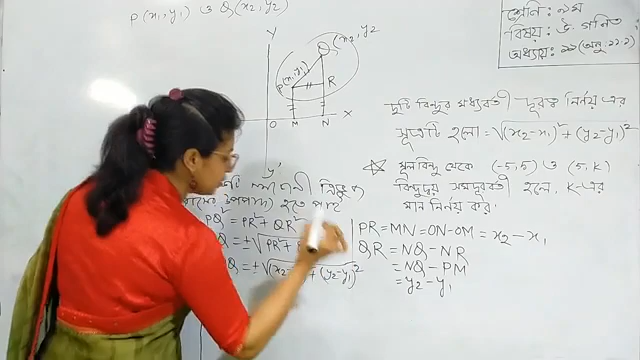 P(x₁, y₁) ও Q(x₂, y₂)
শ্রেণি: ৯ম
বিষয়: উ. গণিত
অধ্যায়: ১১(অনু: ১১.১)
Y
Q(x₂, y₂
P(x₁, y₁)
R
O M N X
y'
দুটি বিন্দুর মধ্যবর্তী দূরত্ব নির্ণয় এর
সূত্রটি হলো = √(x₂-x₁)²+(y₂-y₁)²
মূলবিন্দু থেকে (-5,5) ও (5, k)
বিন্দুদ্বয় সমদূরবর্তী হলে, K-এর
মান নির্ণয় কর
হতে পাই
PQ² = PR² + QR²
Q = ±√PR² +
Q = ±√(x₂- + (y₂-y₁)²
PR = MN = ON-OM = x₂-x₁
QR = NQ - NR
= NQ - PM
= y₂-y₁